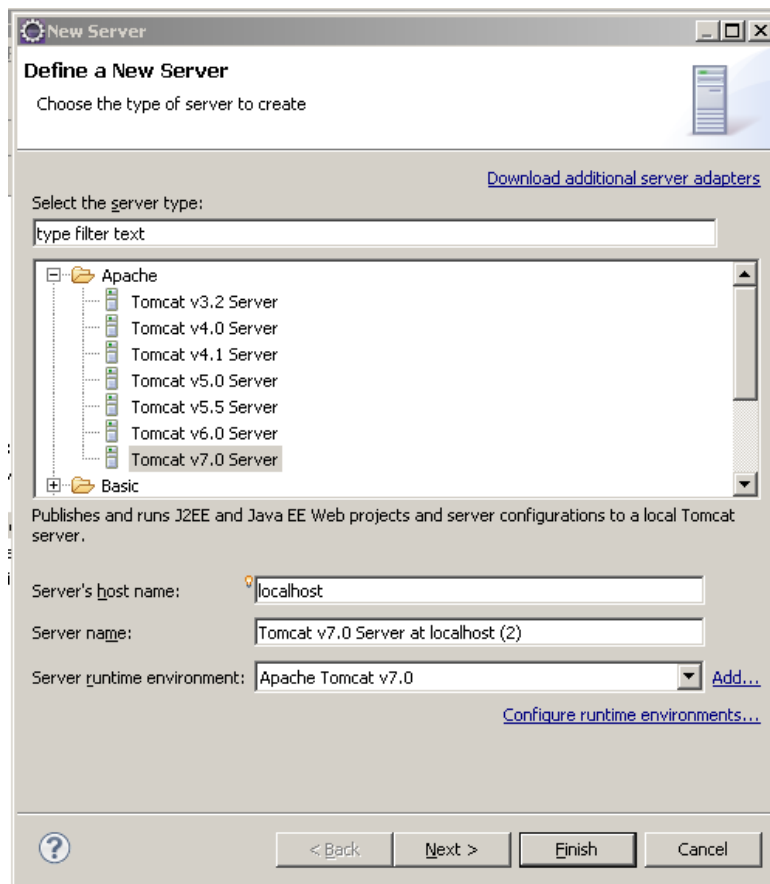 New Server
Define a New Server
Choose the type of server to create
Download additional server adapters
Select the server type:
type filter text
Apache
Tomcat v3.2 Server
Tomcat v4.0 Server
Tomcat v4.1 Server
Tomcat v5.0 Server
Tomcat v5.5 Server
Tomcat v6.0 Server
Tomcat v7.0 Server
Basic
Publishes and runs J2EE and Java EE Web projects and server configurations to a local Tomcat
server.
Server's host name: localhost
Server name: Tomcat v7.0 Server at localhost (2)
Server runtime environment: Apache Tomcat v7.0 Add...
Configure runtime environments...
? < Back Next > Finish Cancel